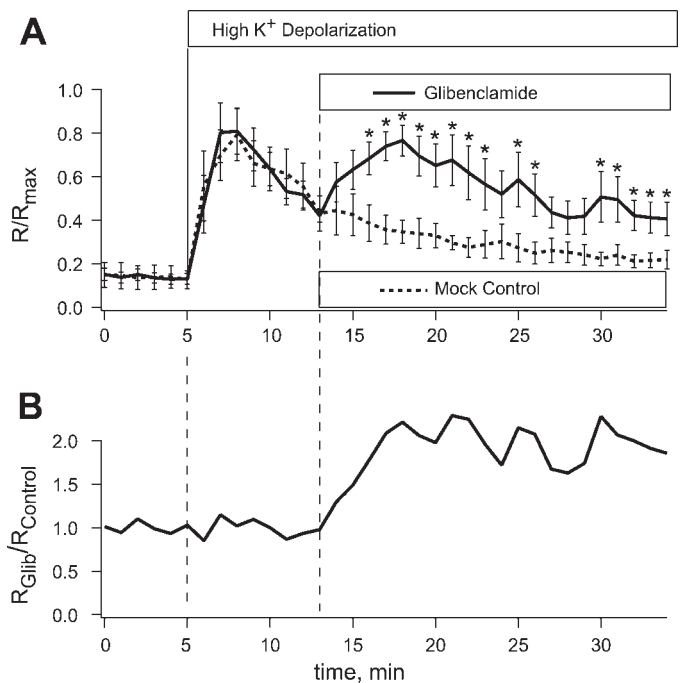 A
High K+ Depolarization
Glibenclamide
* * * * * * * * * * * * * * *
1.0
0.8
0.6
0.4
0.2
0.0
R/Rmax
Mock Control
0 5 10 15 20 25 30
B
2.0
1.5
1.0
0.5
0.0
RGlib/RControl
0 5 10 15 20 25 30
time, min